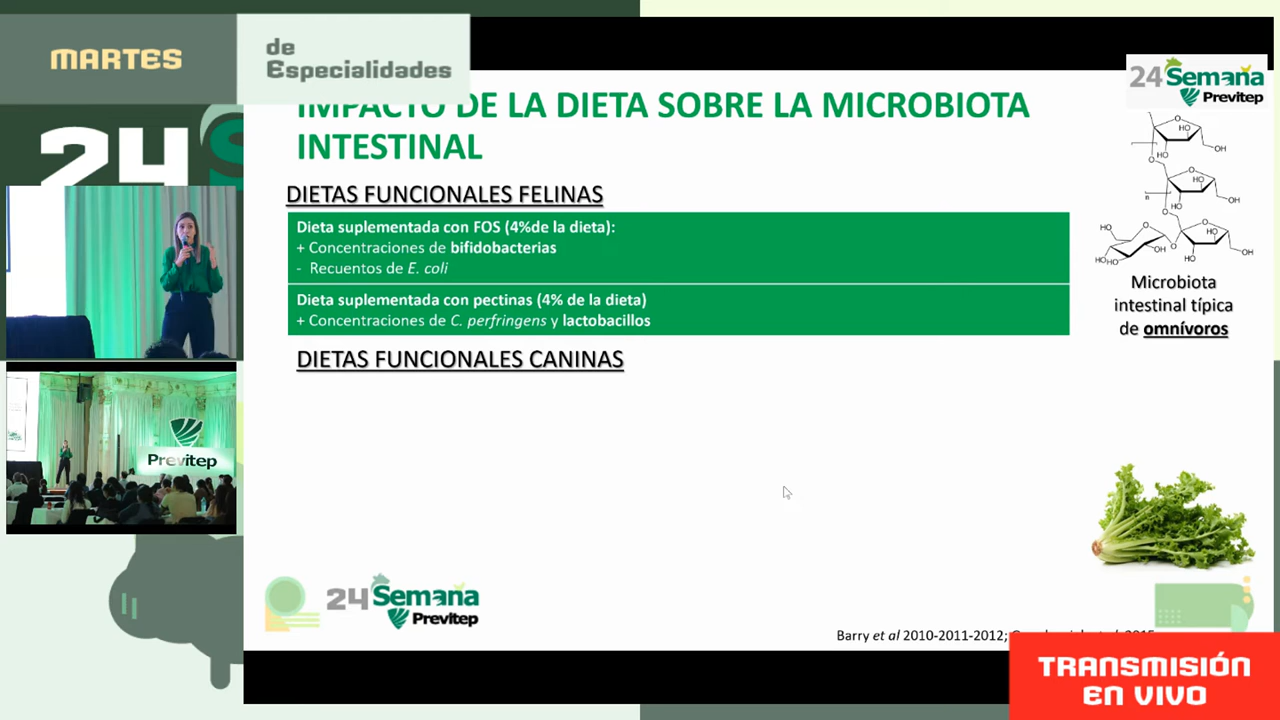 MARTES
de
Especialidades
24
24 Semana
Previtep
IMPACTO DE LA DIETA SOBRE LA MICROBIOTA
INTESTINAL
DIETAS FUNCIONALES FELINAS
Dieta suplementada con FOS (4%de la dieta):
+ Concentraciones de bifidobacterias
- Recuentos de E. coli
Dieta suplementada con pectinas (4% de la dieta)
+ Concentraciones de C. perfringens y lactobacillos
DIETAS FUNCIONALES CANINAS
Microbiota
intestinal típica
de omnívoros
Previtep
24 Semana
Previtep
Barry et al 2010-2011-2012;
TRANSMISIÓN
EN VIVO